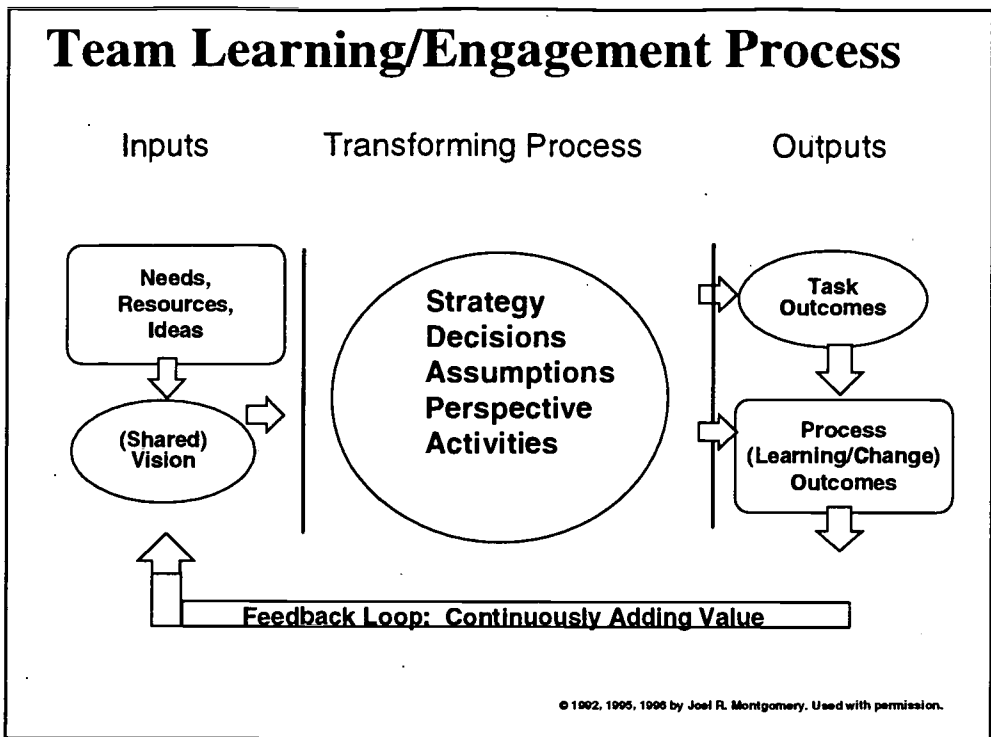 Team Learning/Engagement Process
Inputs
Transforming Process
Outputs
Needs,
Resources,
Ideas
(Shared)
Vision
Strategy
Decisions
Assumptions
Perspective
Activities
Task
Outcomes
Process
(Learning/Change)
Outcomes
Feedback Loop: Continuously Adding Value
© 1992, 1995, 1996 by Joel R. Montgomery. Used with permission.